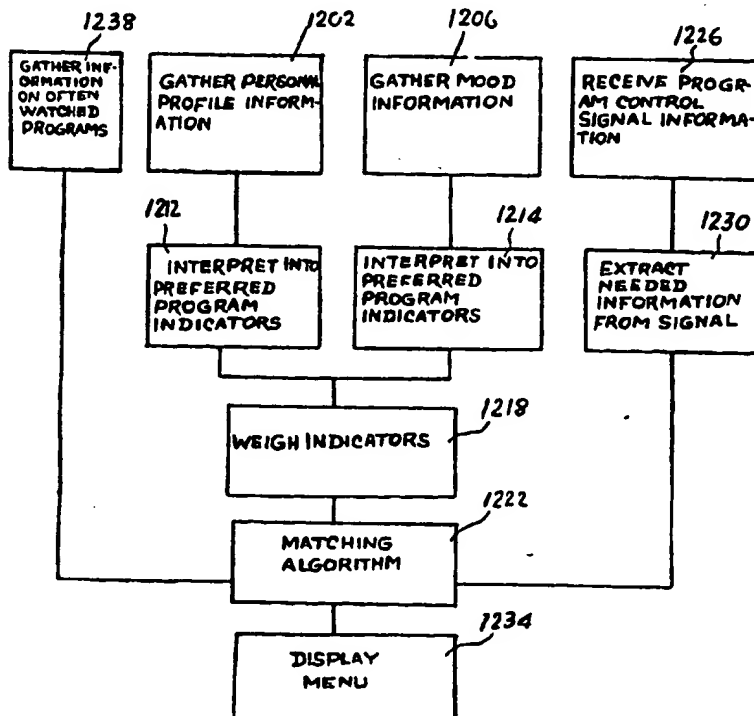 1238
1202
1206
1226
GATHER INF-
ORMATION
ON OFTEN
WATCHED
PROGRAMS
GATHER PERSONAL
PROFILE INFORM-
ATION
GATHER MOOD
INFORMATION
RECEIVE PROGR-
AM CONTROL
SIGNAL INFORMA-
TION
1212
1214
1230
INTERPRET INTO
PREFERRED
PROGRAM
INDICATORS
INTERPRET INTO
PREFERRED
PROGRAM
INDICATORS
EXTRACT
NEEDED
INFORMATION
FROM SIGNAL
1218
WEIGH INDICATORS
1222
MATCHING
ALGORITHM
1234
DISPLAY
MENU